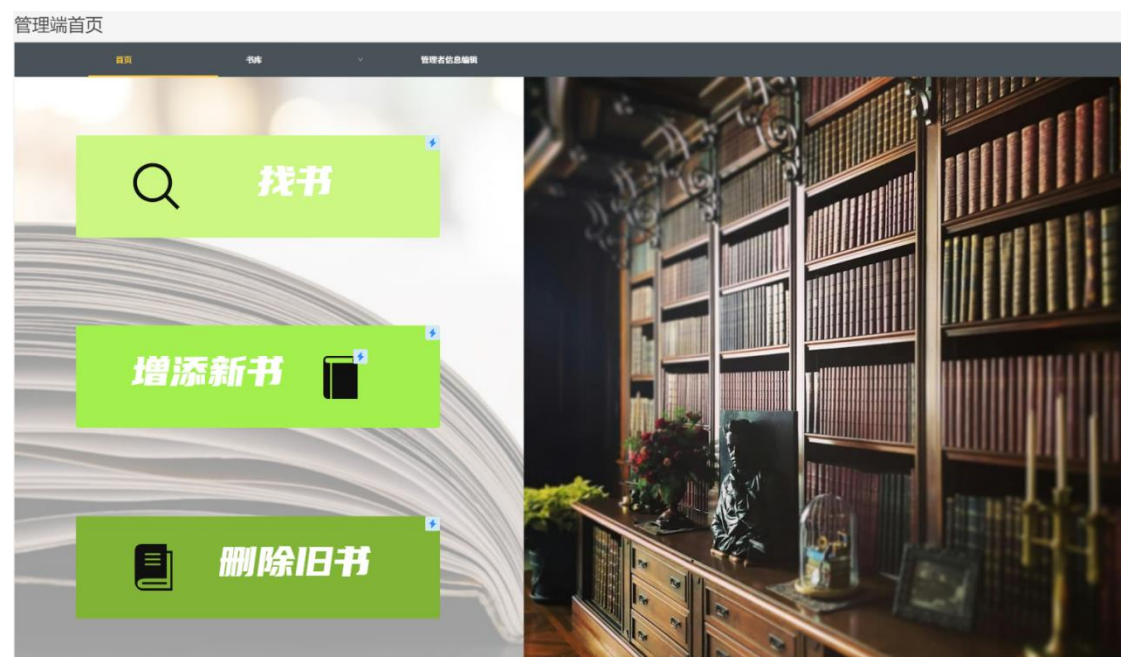 管理端首页
首页 书库 管理者信息编辑
找书
增添新书
删除旧书